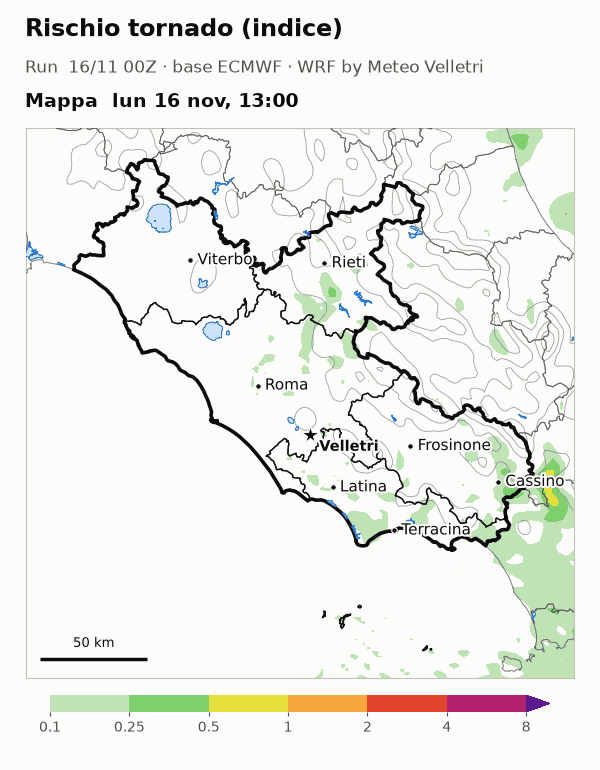 Rischio tornado (indice)
Run  16/11 00Z · base ECMWF · WRF by Meteo Velletri
Mappa  lun 16 nov, 13:00
Viterbo
Rieti
Roma
Velletri
Frosinone
Cassino
Latina
Terracina
50 km
0.1 0.25 0.5 1 2 4 8